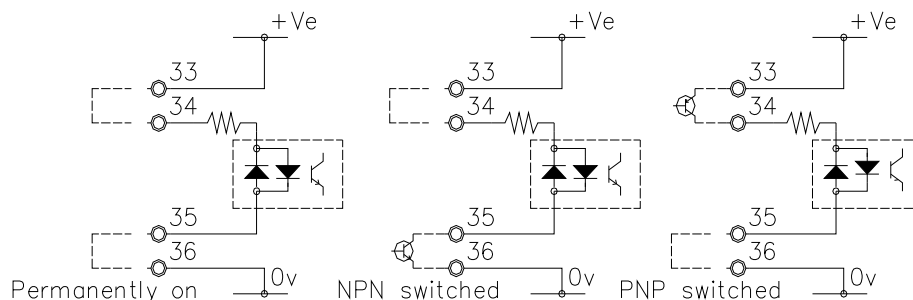 +Ve +Ve +Ve
33 33 33
34 34 34
35 35 35
36 36 36
0v 0v 0v
Permanently on NPN switched PNP switched